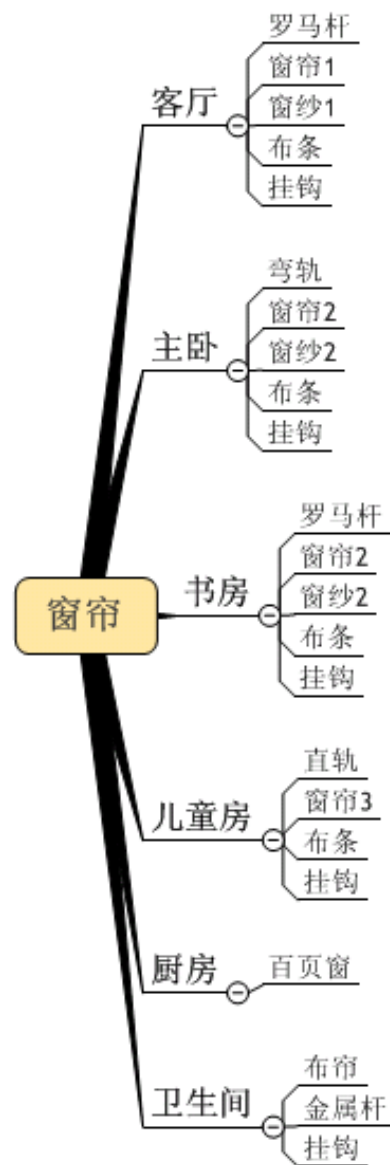 窗帘
客厅
罗马杆
窗帘1
窗纱1
布条
挂钩
主卧
弯轨
窗帘2
窗纱2
布条
挂钩
书房
罗马杆
窗帘2
窗纱2
布条
挂钩
儿童房
直轨
窗帘3
布条
挂钩
厨房
百页窗
卫生间
布帘
金属杆
挂钩